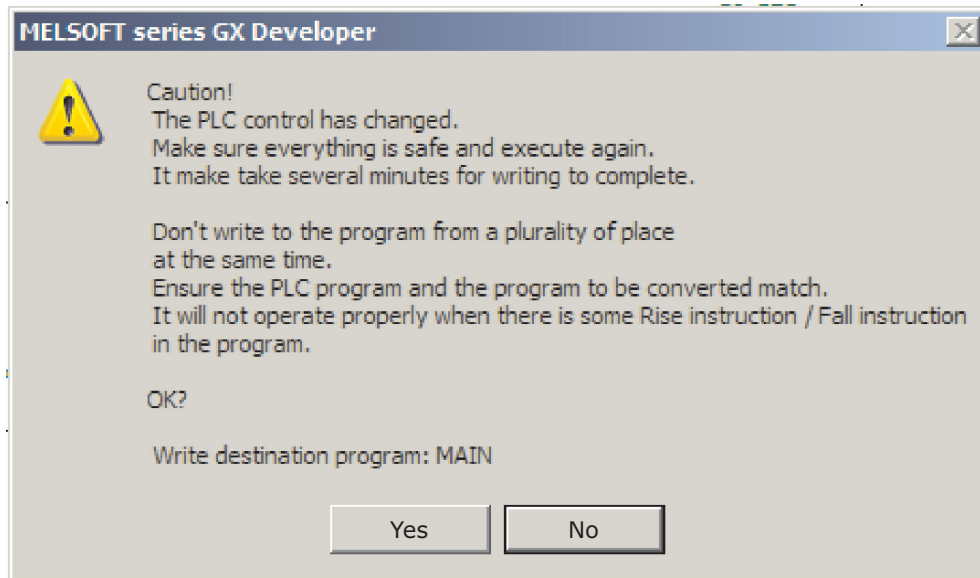 MELSOFT series GX Developer
Caution!
The PLC control has changed.
Make sure everything is safe and execute again.
It make take several minutes for writing to complete.
Don't write to the program from a plurality of place
at the same time.
Ensure the PLC program and the program to be converted match.
It will not operate properly when there is some Rise instruction / Fall instruction
in the program.
OK?
Write destination program: MAIN
Yes
No